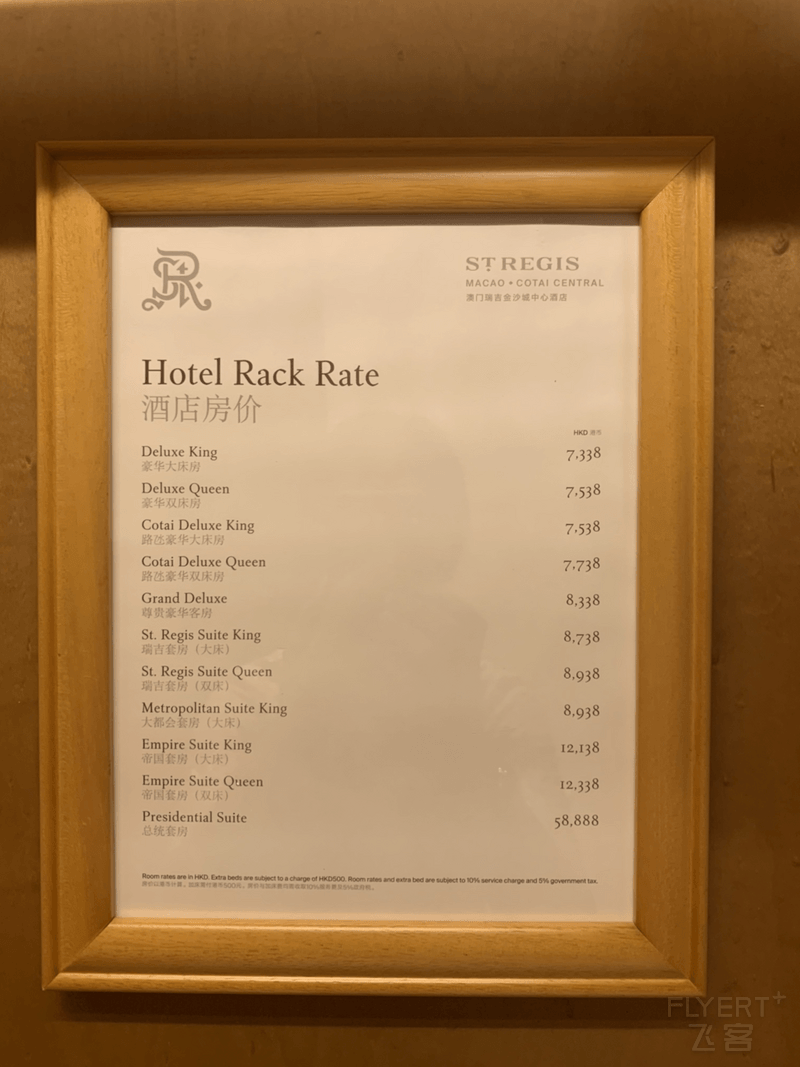 ST REGIS
MACAO • COTAI CENTRAL
澳门瑞吉金沙城中心酒店
Hotel Rack Rate
酒店房价
HKD 港币
Deluxe King 7,338
豪华大床房
Deluxe Queen 7,538
豪华双床房
Cotai Deluxe King 7,538
路氹豪华大床房
Cotai Deluxe Queen 7,738
路氹豪华双床房
Grand Deluxe 8,338
尊贵豪华客房
St. Regis Suite King 8,738
瑞吉套房（大床）
St. Regis Suite Queen 8,938
瑞吉套房（双床）
Metropolitan Suite King 8,938
大都会套房（大床）
Empire Suite King 12,138
帝国套房（大床）
Empire Suite Queen 12,338
帝国套房（双床）
Presidential Suite 58,888
总统套房
Room rates are in HKD. Extra beds are subject to a charge of HKD500. Room rates and extra bed are subject to 10% service charge and 5% government tax.
FLYERT+
飞客